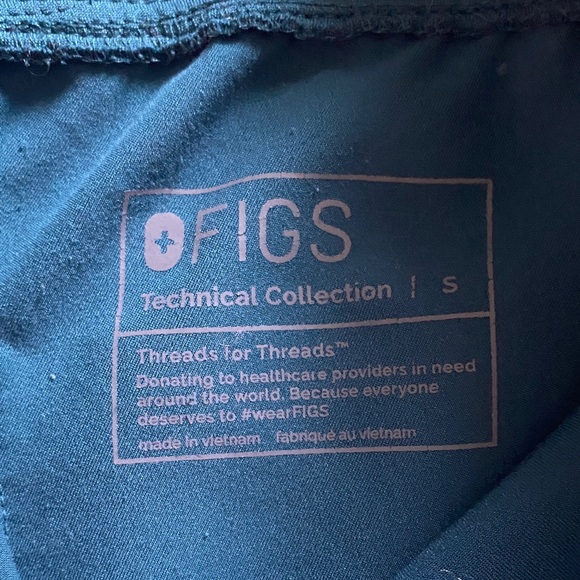 FIGS
Technical Collection | S
Threads for Threads™
Donating to healthcare providers in need
around the world. Because everyone
deserves to #wearFIGS
made in vietnam fabriqué au vietnam